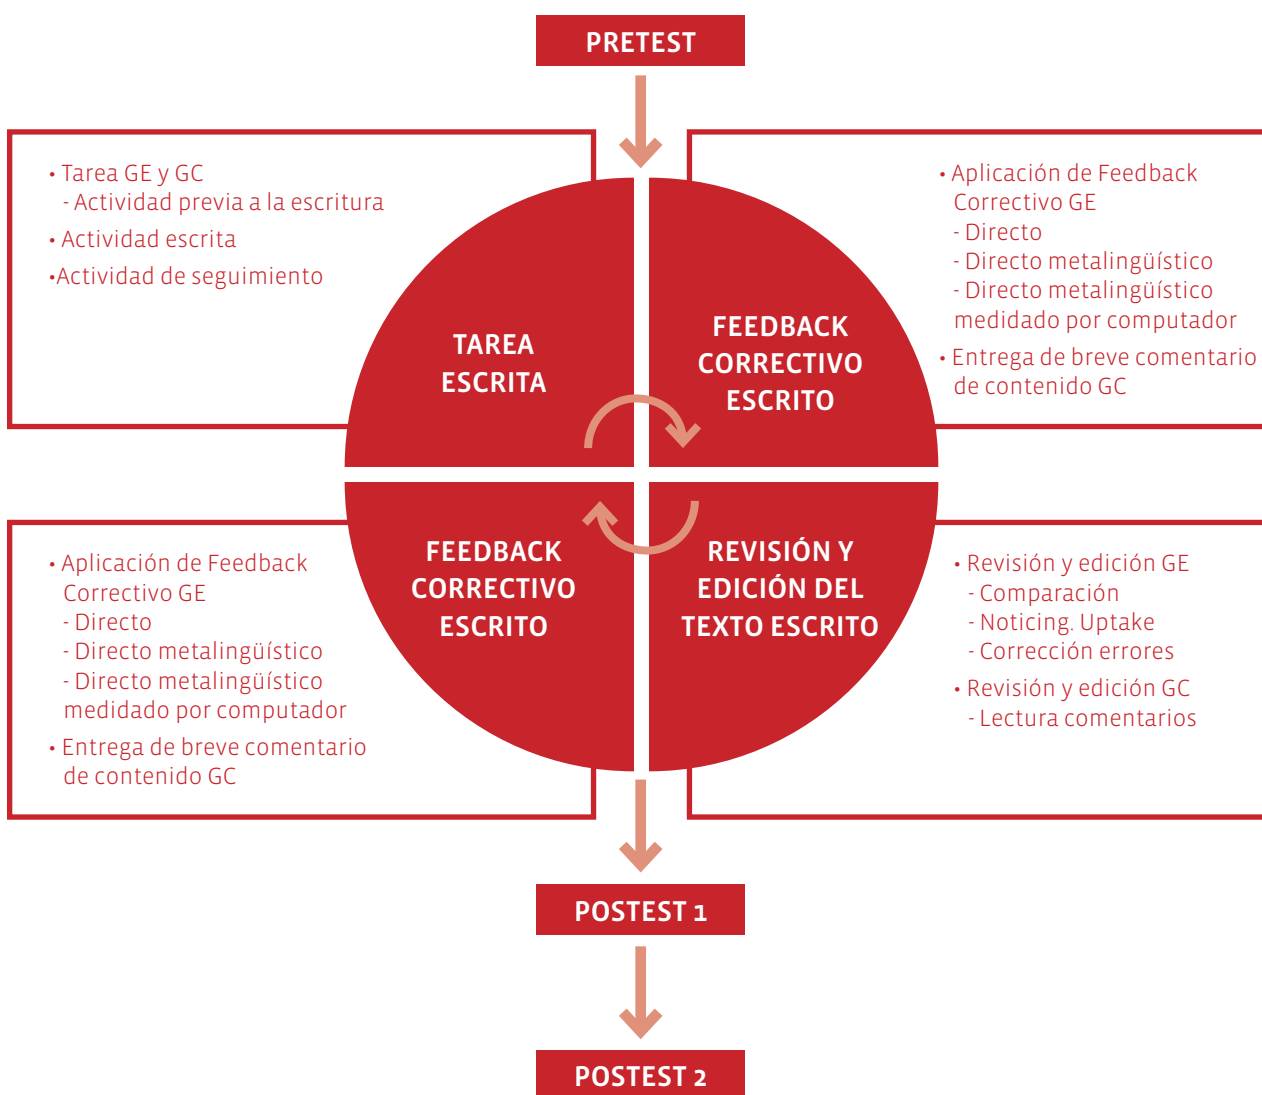 PRETEST
• Tarea GE y GC
- Actividad previa a la escritura
• Actividad escrita
•Actividad de seguimiento
• Aplicación de Feedback
Correctivo GE
- Directo
- Directo metalingüístico
- Directo metalingüístico
medidado por computador
• Entrega de breve comentario
de contenido GC
TAREA
ESCRITA
FEEDBACK
CORRECTIVO
ESCRITO
FEEDBACK
CORRECTIVO
ESCRITO
REVISIÓN Y
EDICIÓN DEL
TEXTO ESCRITO
• Aplicación de Feedback
Correctivo GE
- Directo
- Directo metalingüístico
- Directo metalingüístico
medidado por computador
• Entrega de breve comentario
de contenido GC
• Revisión y edición GE
- Comparación
- Noticing. Uptake
- Corrección errores
• Revisión y edición GC
- Lectura comentarios
POSTEST 1
POSTEST 2